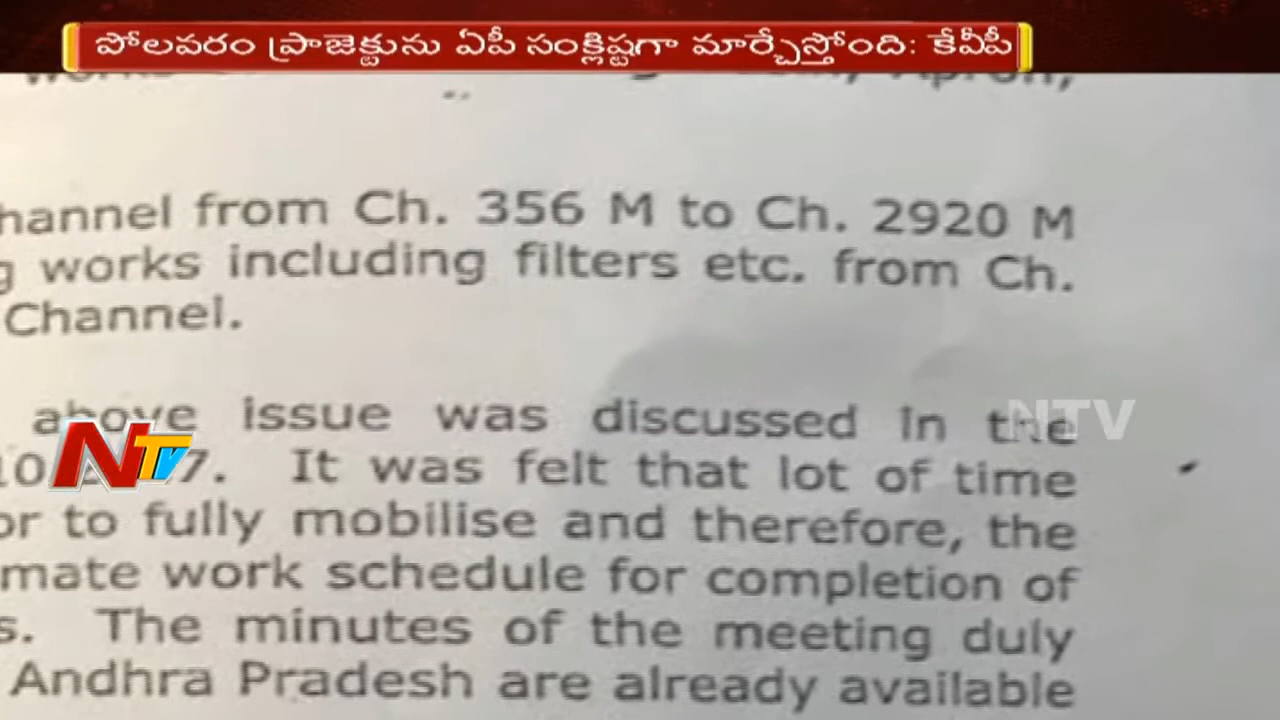 పోలవరం ప్రాజెక్టును ఏపీ సంక్లిష్టగా మార్చేస్తోంది: కేవీపీ
hannel from Ch. 356 M to Ch. 2920 M
g works including filters etc. from Ch.
Channel.
above issue was discussed in the
NTV
7. It was felt that lot of time
NTV
or to fully mobilise and therefore, the
mate work schedule for completion of
s. The minutes of the meeting duly
Andhra Pradesh are already available